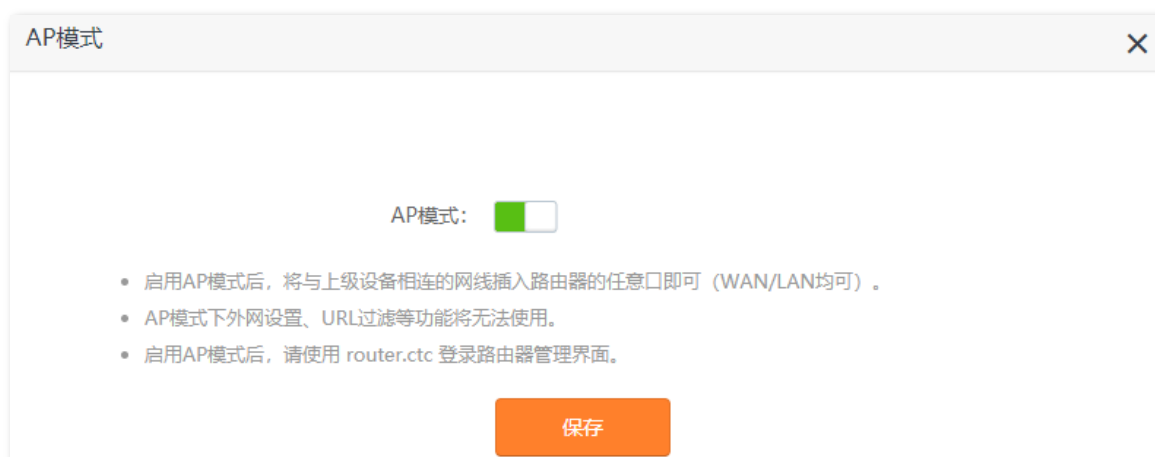 AP模式
AP模式：
启用AP模式后，将与上级设备相连的网线插入路由器的任意口即可（WAN/LAN均可）。
AP模式下外网设置、URL过滤等功能将无法使用。
启用AP模式后，请使用 router.ctc 登录路由器管理界面。
保存